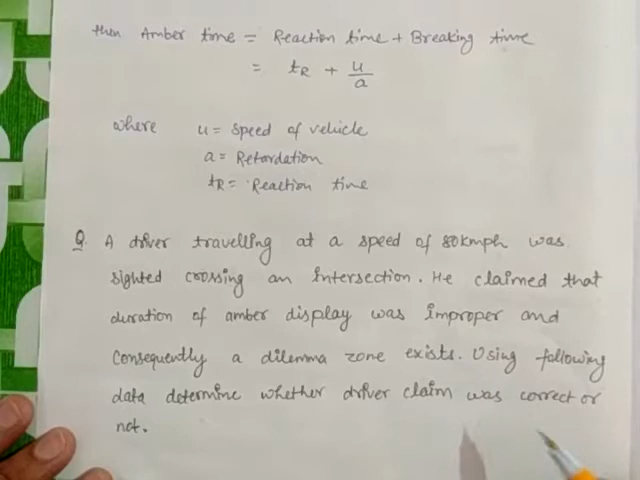 then Amber time = Reaction time + Breaking time
= tR + u/a
where u = speed of vehicle
a = Retardation
tR = Reaction time
Q. A driver travelling at a speed of 80kmph was
sighted crossing an intersection. He claimed that
duration of amber display was improper and
Consequently a dilemma zone exists. Using following
data determine whether driver claim was correct or
not.